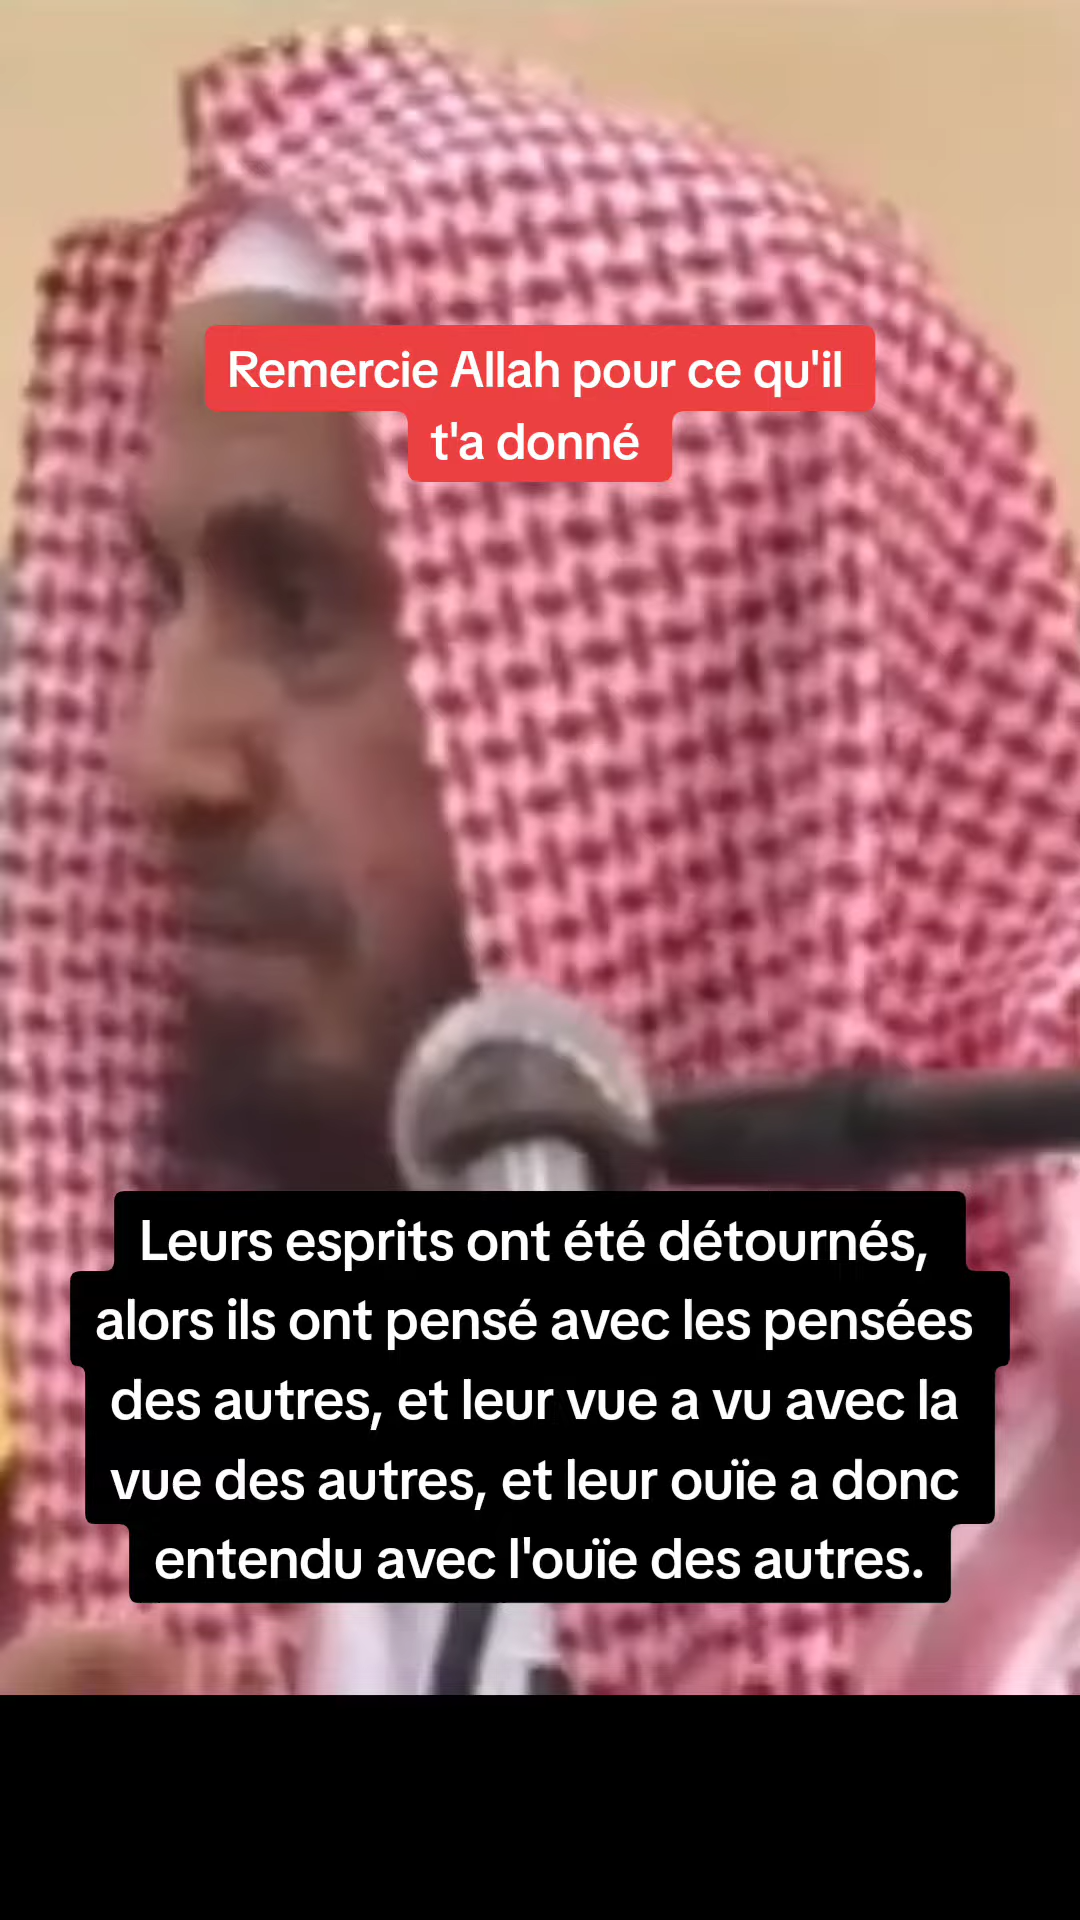 Remercie Allah pour ce qu'il
t'a donné
Leurs esprits ont été détournés,
alors ils ont pensé avec les pensées
des autres, et leur vue a vu avec la
vue des autres, et leur ouïe a donc
entendu avec l'ouïe des autres.